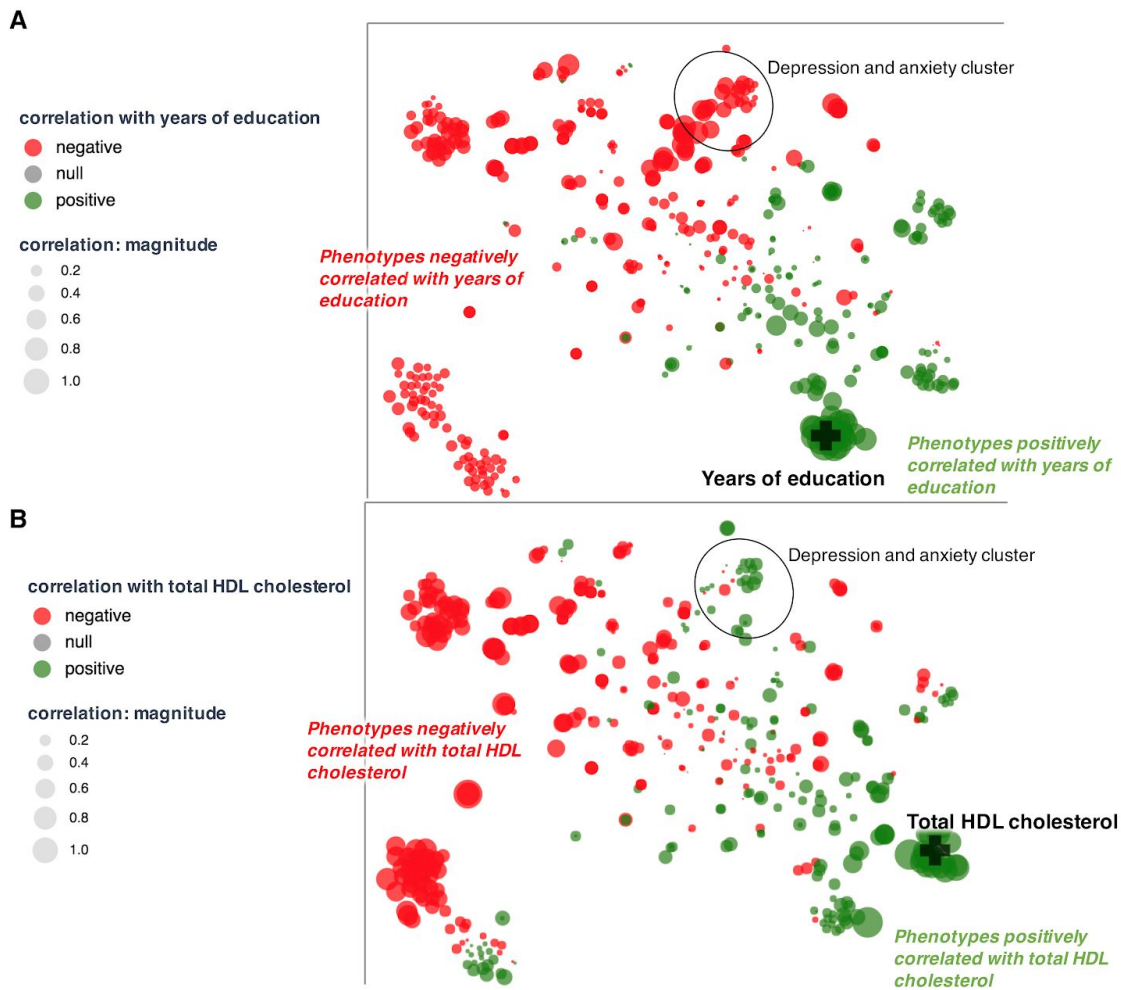 A
Depression and anxiety cluster
correlation with years of education
negative
null
positive
correlation: magnitude
0.2
0.4
0.6
0.8
1.0
Phenotypes negatively
correlated with years of
education
Years of education
Phenotypes positively
correlated with years of
education
B
Depression and anxiety cluster
correlation with total HDL cholesterol
negative
null
positive
correlation: magnitude
0.2
0.4
0.6
0.8
1.0
Phenotypes negatively
correlated with total HDL
cholesterol
Total HDL cholesterol
Phenotypes positively
correlated with total HDL
cholesterol